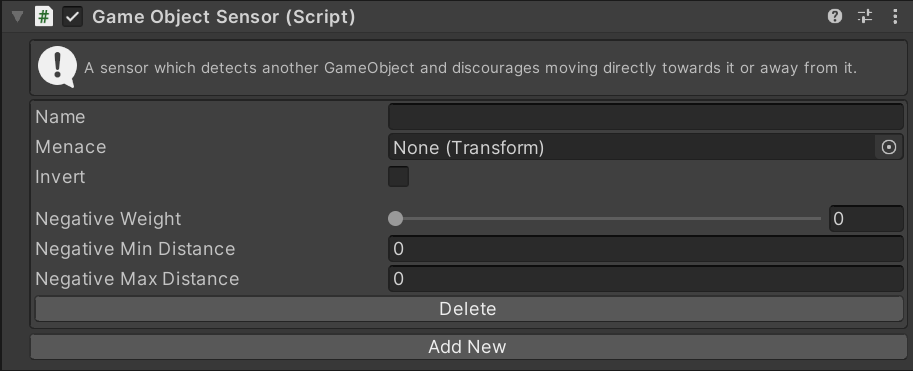 Game Object Sensor (Script)
A sensor which detects another GameObject and discourages moving directly towards it or away from it.
Name
Menace None (Transform)
Invert
Negative Weight 0
Negative Min Distance 0
Negative Max Distance 0
Delete
Add New